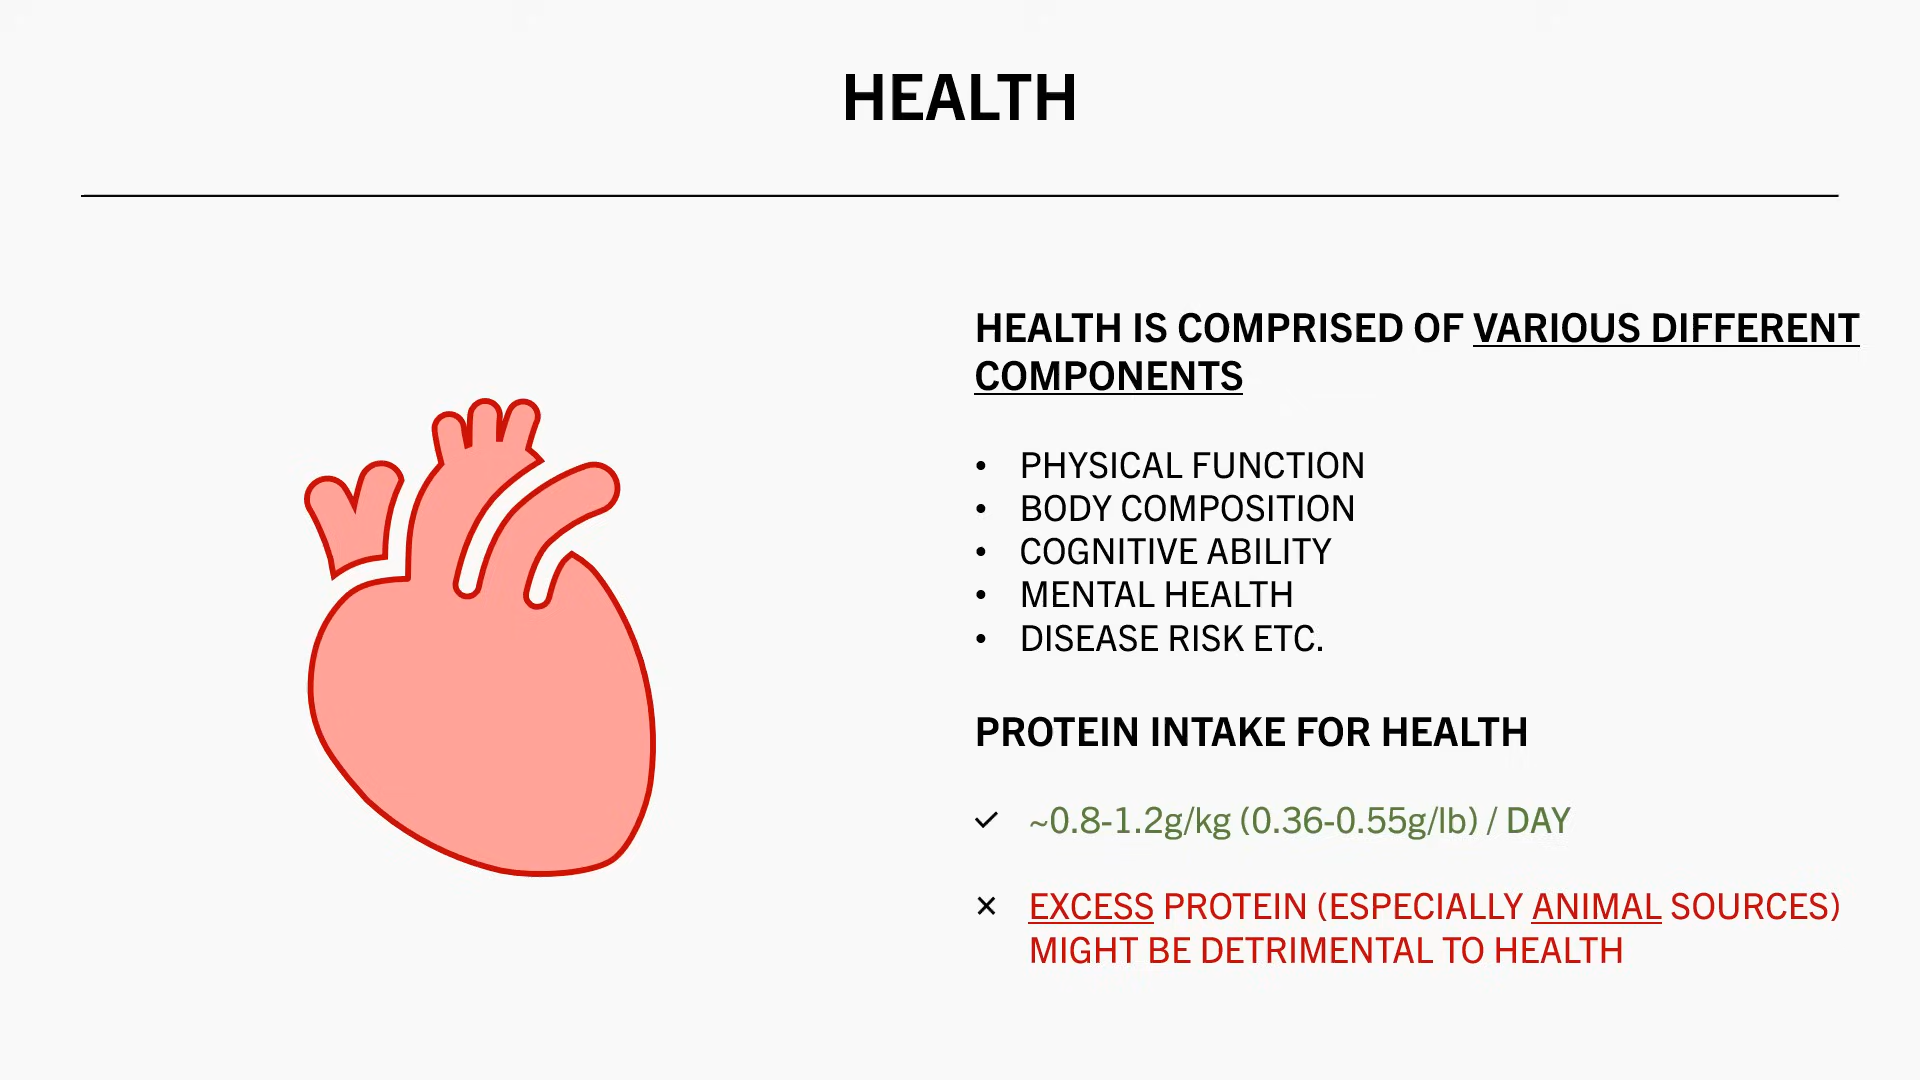 HEALTH
HEALTH IS COMPRISED OF VARIOUS DIFFERENT
COMPONENTS
• PHYSICAL FUNCTION
• BODY COMPOSITION
• COGNITIVE ABILITY
• MENTAL HEALTH
• DISEASE RISK ETC.
PROTEIN INTAKE FOR HEALTH
✓ ~0.8-1.2g/kg (0.36-0.55g/lb) / DAY
✕ EXCESS PROTEIN (ESPECIALLY ANIMAL SOURCES)
MIGHT BE DETRIMENTAL TO HEALTH